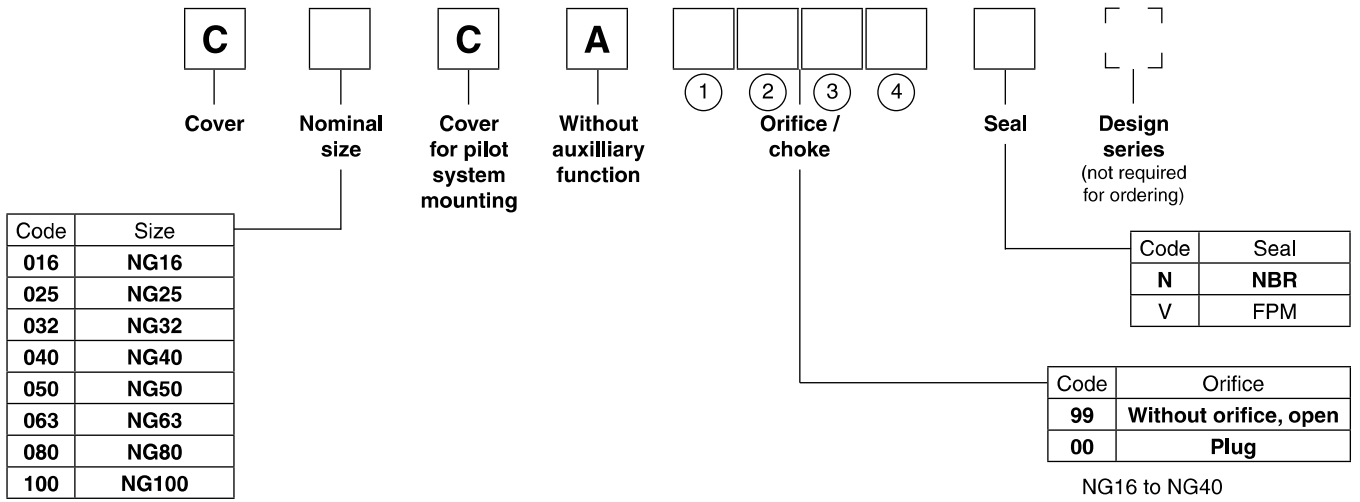 C C A
1 2 3 4
Cover
Nominal
size
Cover
for pilot
system
mounting
Without
auxilliary
function
Orifice /
choke
Seal
Design
series
(not required
for ordering)
Code Size
016 NG16
025 NG25
032 NG32
040 NG40
050 NG50
063 NG63
080 NG80
100 NG100
Code Seal
N NBR
V FPM
Code Orifice
99 Without orifice, open
00 Plug
NG16 to NG40